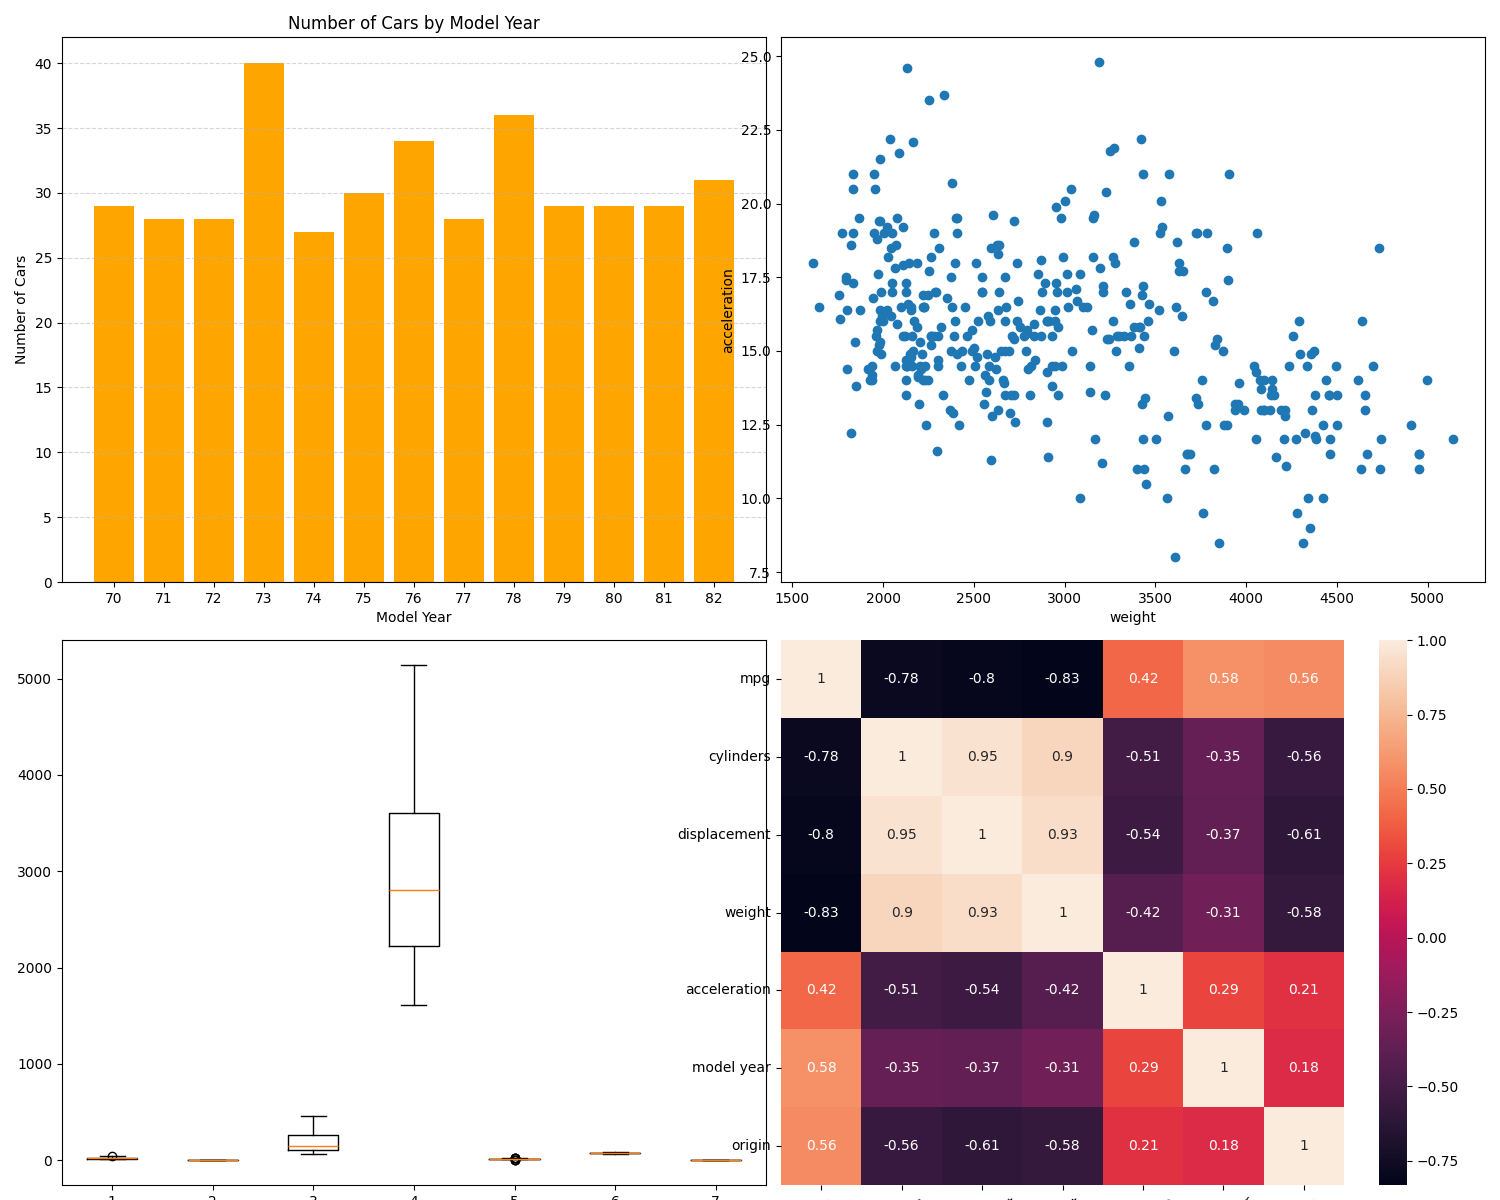 Number of Cars by Model Year
40
35
30
25
20
15
10
5
0
Number of Cars
70 71 72 73 74 75 76 77 78 79 80 81 82
Model Year
25.0
22.5
20.0
17.5
15.0
12.5
10.0
7.5
acceleration
1500 2000 2500 3000 3500 4000 4500 5000
weight
5000
4000
3000
2000
1000
0
1 2 3 4 5 6 7
mpg 1 -0.78 -0.8 -0.83 0.42 0.58 0.56
cylinders -0.78 1 0.95 0.9 -0.51 -0.35 -0.56
displacement -0.8 0.95 1 0.93 -0.54 -0.37 -0.61
weight -0.83 0.9 0.93 1 -0.42 -0.31 -0.58
acceleration 0.42 -0.51 -0.54 -0.42 1 0.29 0.21
model year 0.58 -0.35 -0.37 -0.31 0.29 1 0.18
origin 0.56 -0.56 -0.61 -0.58 0.21 0.18 1
1.00
0.75
0.50
0.25
0.00
−0.25
−0.50
−0.75